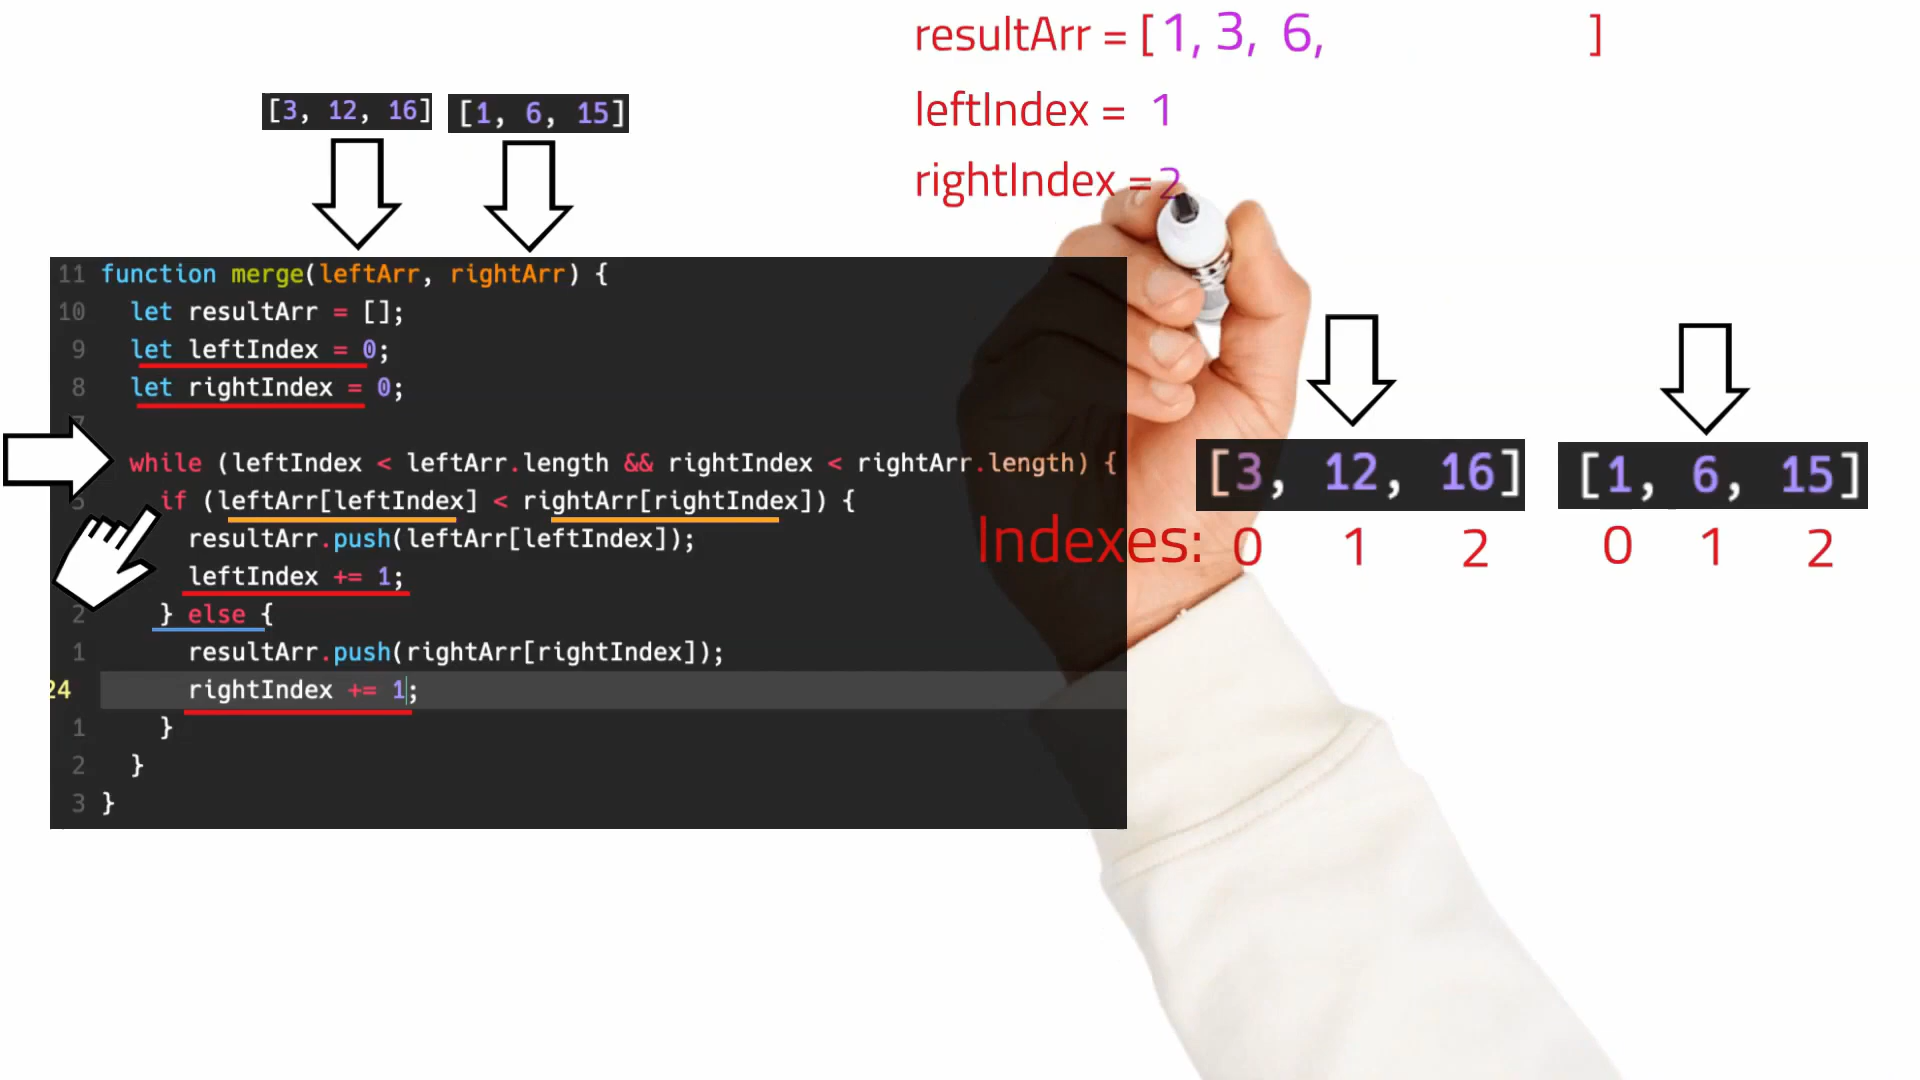 resultArr = [ 1, 3, 6, ]
leftIndex = 1
rightIndex = 2
[3, 12, 16] [1, 6, 15]
11 function merge(leftArr, rightArr) {
10 let resultArr = [];
9 let leftIndex = 0;
8 let rightIndex = 0;
while (leftIndex < leftArr.length && rightIndex < rightArr.length) {
5 if (leftArr[leftIndex] < rightArr[rightIndex]) {
resultArr.push(leftArr[leftIndex]);
leftIndex += 1;
2 } else {
1 resultArr.push(rightArr[rightIndex]);
24 rightIndex += 1;
1 }
2 }
3 }
[3, 12, 16] [1, 6, 15]
Indexes: 0 1 2 0 1 2